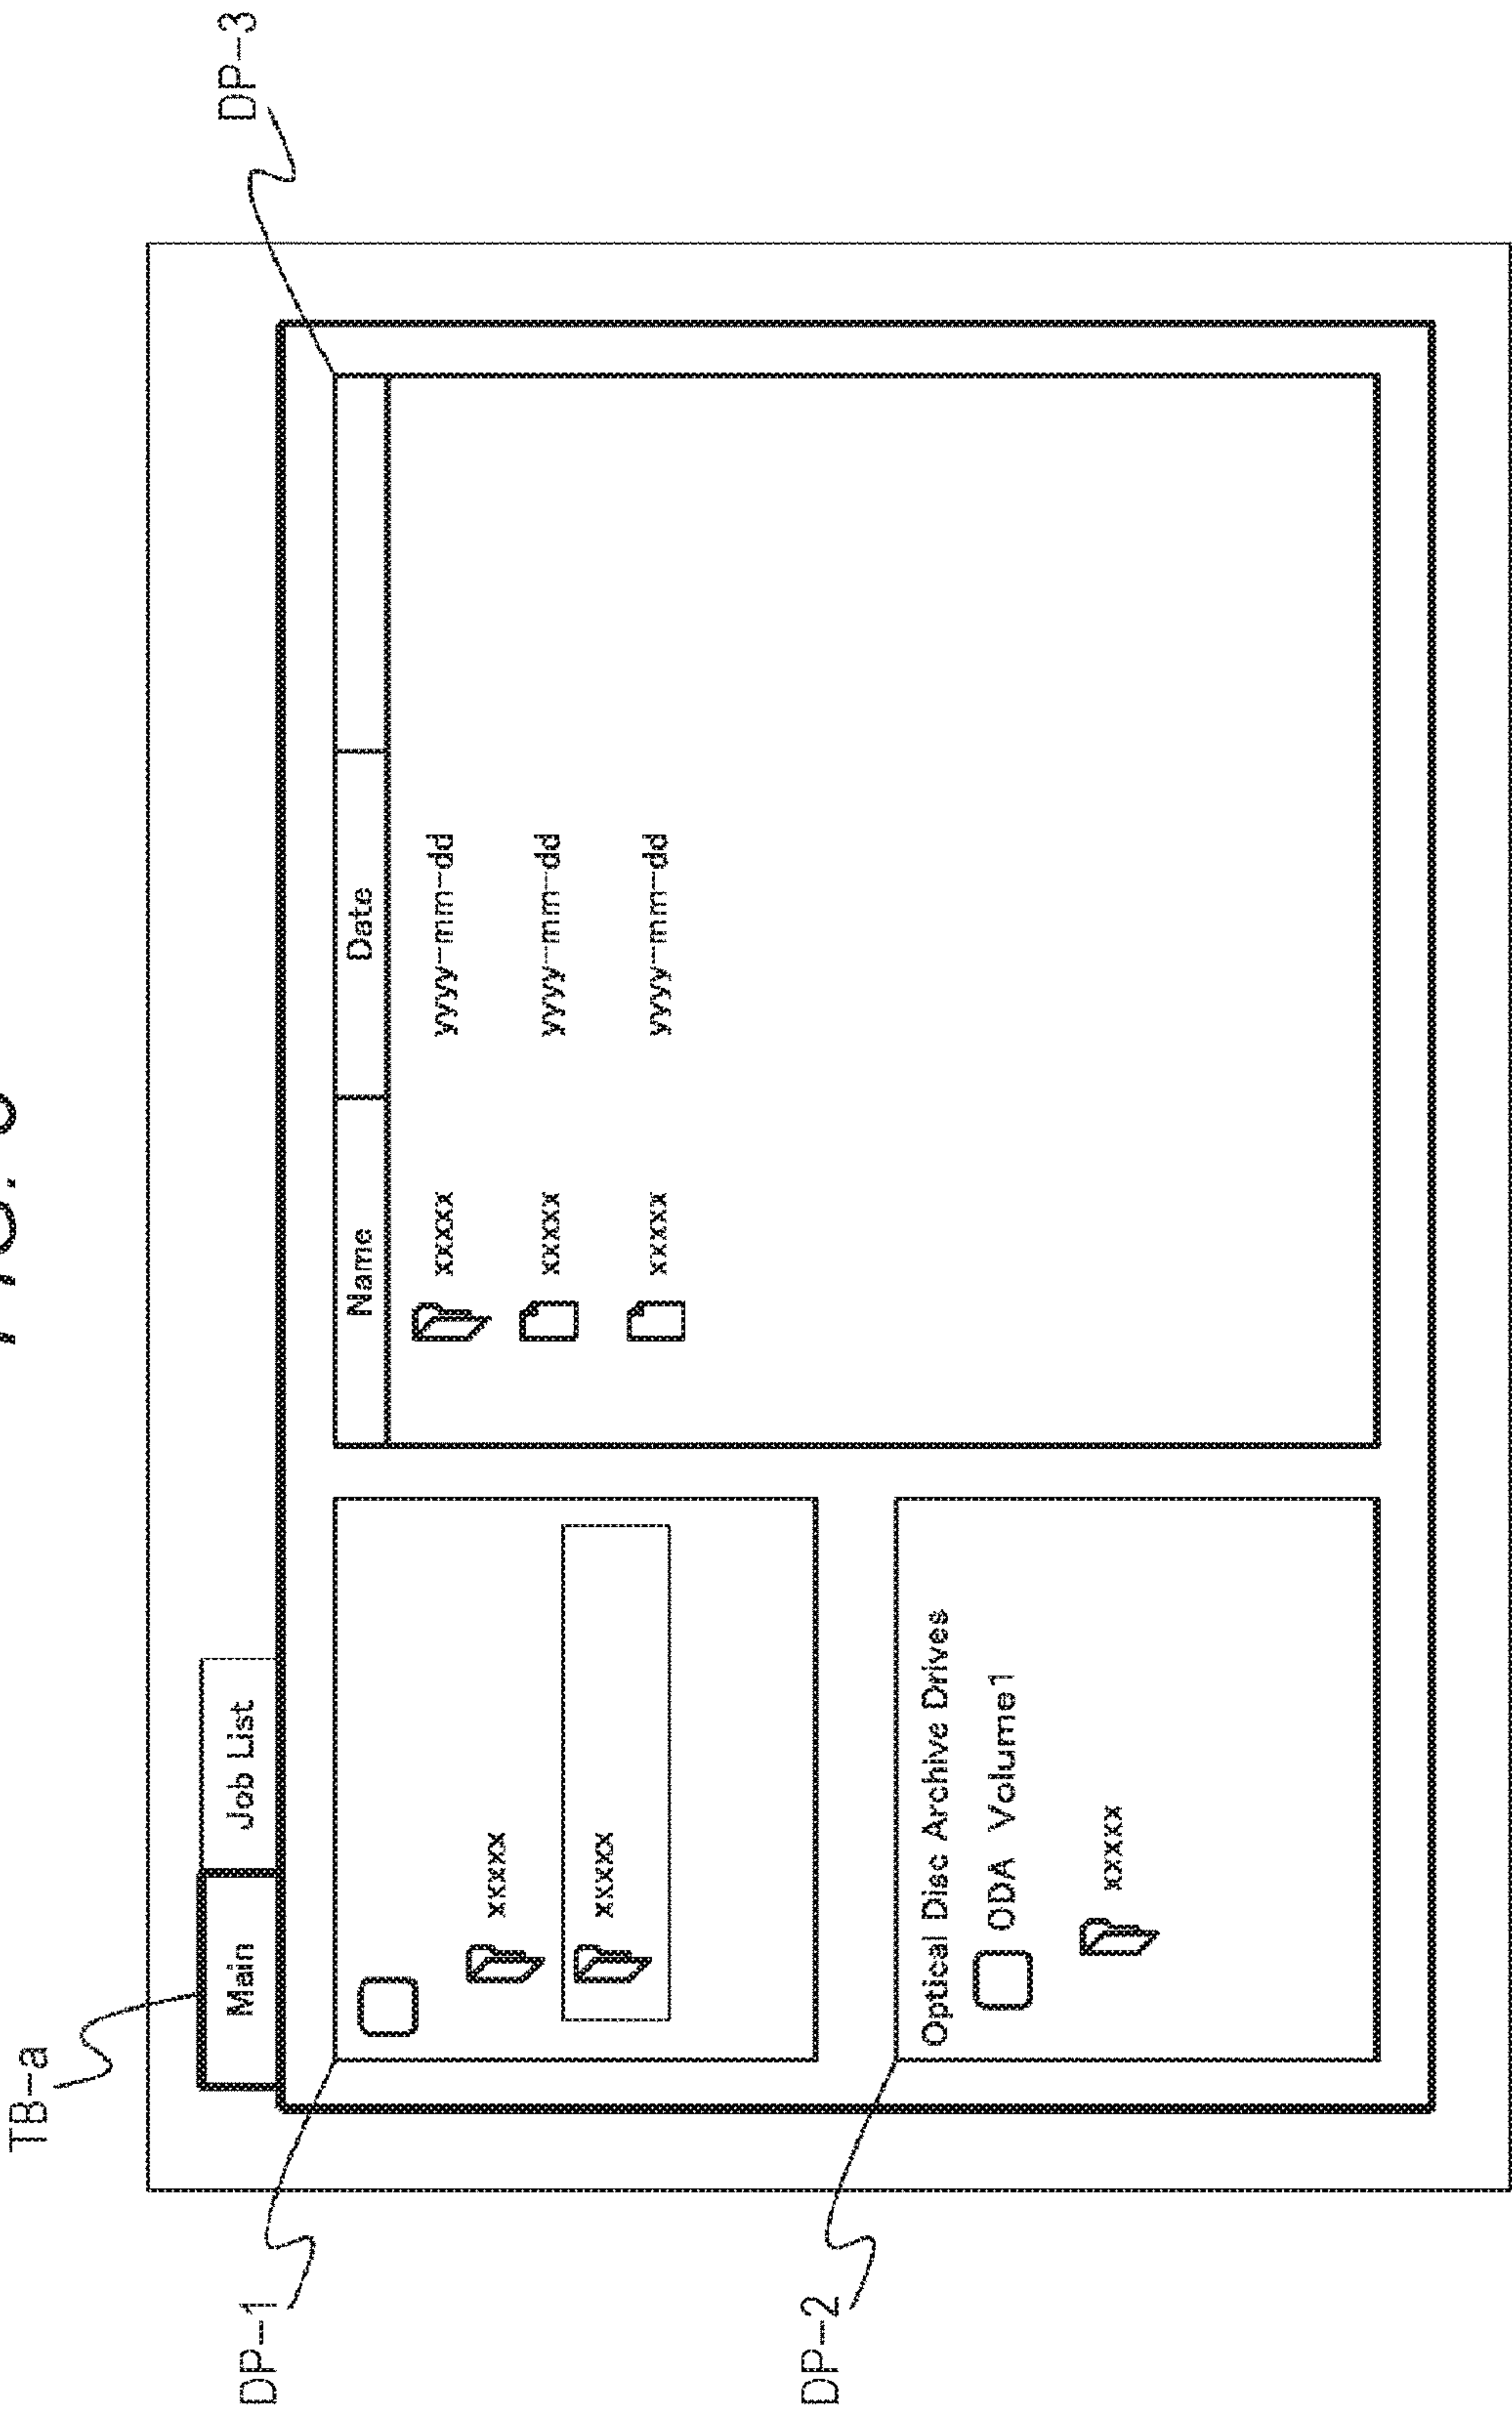 TB-a
Main
Job List
DP-1
DP-3
xxxxx
xxxxx
Name
Date
xxxxx
yyyy-mm-dd
xxxxx
yyyy-mm-dd
xxxxx
yyyy-mm-dd
DP-2
Optical Disc Archive Drives
ODA Volume1
xxxxx